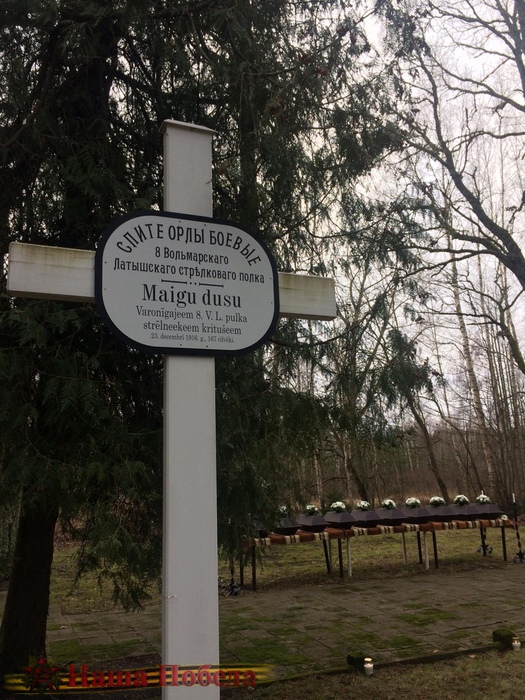 СПИТЕ ОРЛЫ БОЕВЫЕ
8 Вольмарскаго
Латышскаго стрѣлковаго полка
Maigu dusu
Varoņigajeem 8. V. L. pulka
strēlneekeem kritušeem
23. decembrī 1916. g., 167 cilvēki.
Наша Победа